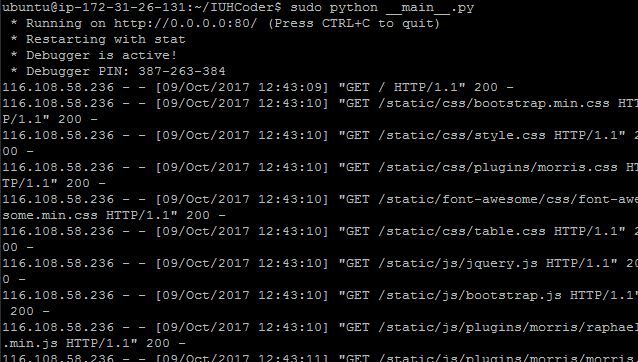 ubuntu@ip-172-31-26-131:~/IUHCoder$ sudo python __main__.py
 * Running on http://0.0.0.0:80/ (Press CTRL+C to quit)
 * Restarting with stat
 * Debugger is active!
 * Debugger PIN: 387-263-384
116.108.58.236 - - [09/Oct/2017 12:43:09] "GET / HTTP/1.1" 200 -
116.108.58.236 - - [09/Oct/2017 12:43:10] "GET /static/css/bootstrap.min.css HT
P/1.1" 200 -
116.108.58.236 - - [09/Oct/2017 12:43:10] "GET /static/css/style.css HTTP/1.1" 2
00 -
116.108.58.236 - - [09/Oct/2017 12:43:10] "GET /static/css/plugins/morris.css H
TP/1.1" 200 -
116.108.58.236 - - [09/Oct/2017 12:43:10] "GET /static/font-awesome/css/font-awe
some.min.css HTTP/1.1" 200 -
116.108.58.236 - - [09/Oct/2017 12:43:10] "GET /static/css/table.css HTTP/1.1" 2
00 -
116.108.58.236 - - [09/Oct/2017 12:43:10] "GET /static/js/jquery.js HTTP/1.1" 20
0 -
116.108.58.236 - - [09/Oct/2017 12:43:10] "GET /static/js/bootstrap.js HTTP/1.1"
 200 -
116.108.58.236 - - [09/Oct/2017 12:43:10] "GET /static/js/plugins/morris/raphael
.min.js HTTP/1.1" 200 -
116.108.58.236 - - [09/Oct/2017 12:43:11] "GET /static/js/plugins/morris/morris